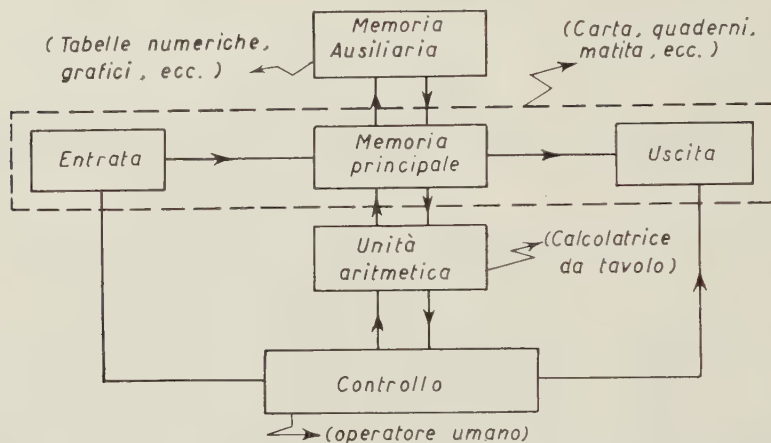 Memoria
Ausiliaria
(Tabelle numeriche,
grafici, ecc.)
(Carta, quaderni,
matita, ecc.)
Entrata
Memoria
principale
Uscita
Unità
aritmetica
(Calcolatrice
da tavolo)
Controllo
(operatore umano)